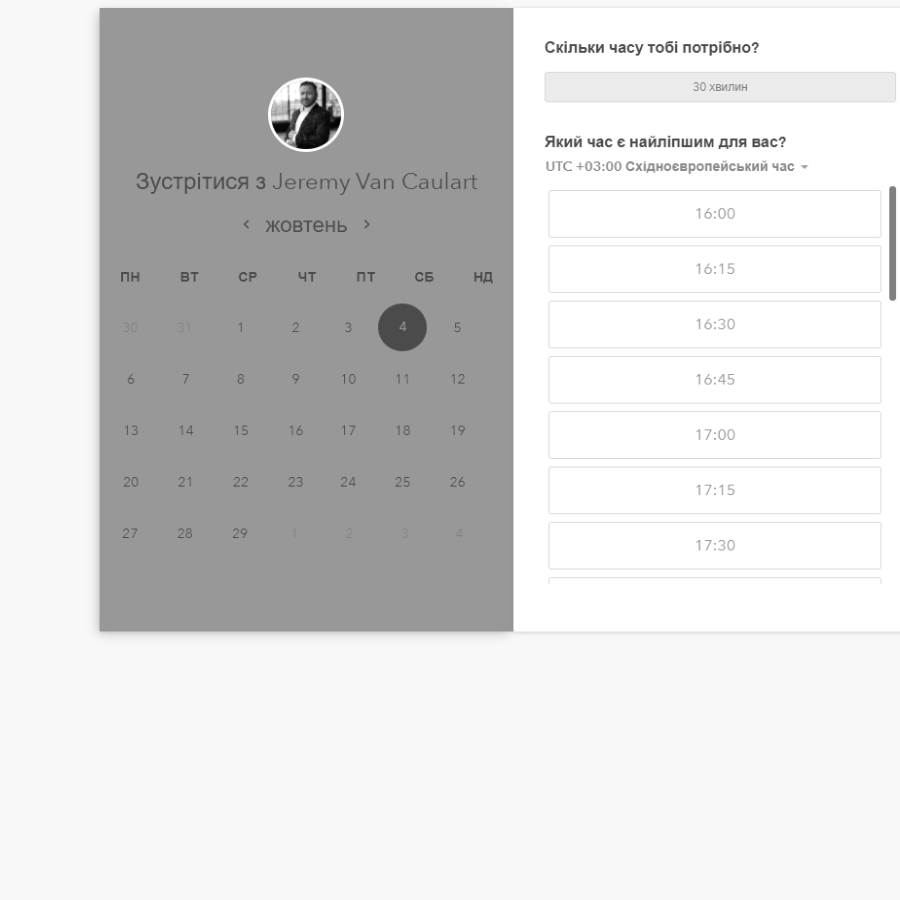 Зустрітися з Jeremy Van Caulart
жовтень
ПН ВТ СР ЧТ ПТ СБ НД
30 31 1 2 3 4 5
6 7 8 9 10 11 12
13 14 15 16 17 18 19
20 21 22 23 24 25 26
27 28 29 1 2 3 4
Скільки часу тобі потрібно?
30 хвилин
Який час є найліпшим для вас?
UTC +03:00 Східноєвропейський час
16:00
16:15
16:30
16:45
17:00
17:15
17:30